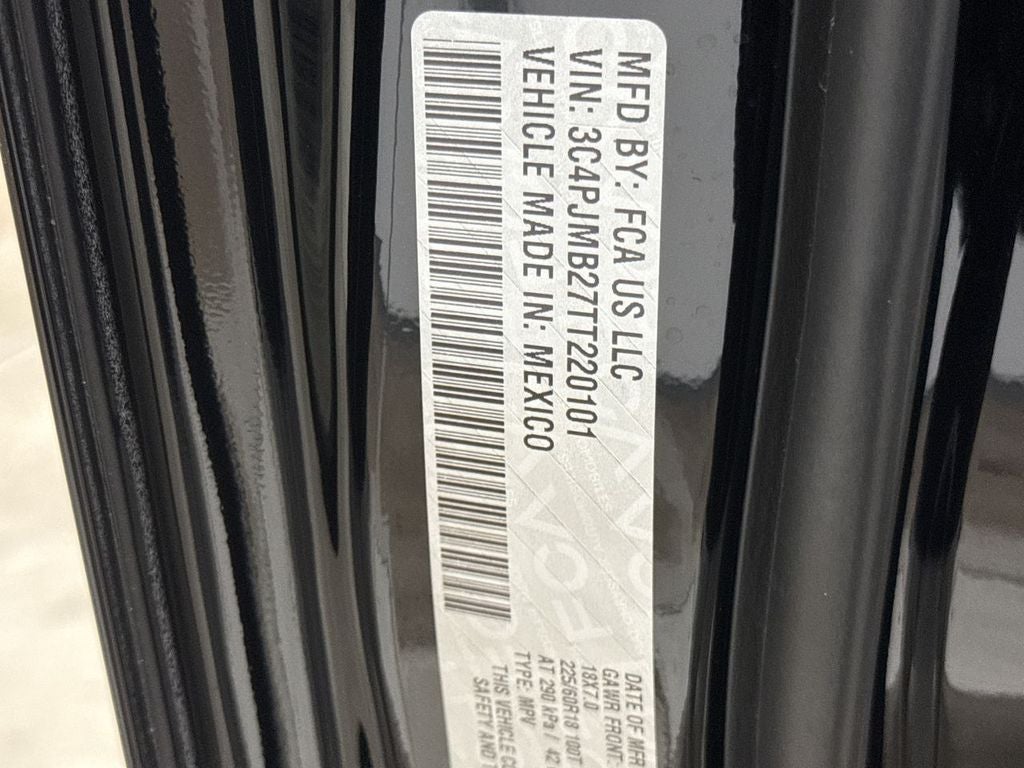 MFD BY: FCA US LLC
VIN: 3C4PJMB27TT220101
VEHICLE MADE IN: MEXICO
DATE OF MFR
GAWR FRONT:
18X7.0
225/60R18 100T
AT 290 kPa / 42
TYPE: MPV
THIS VEHICLE
SAFETY AND